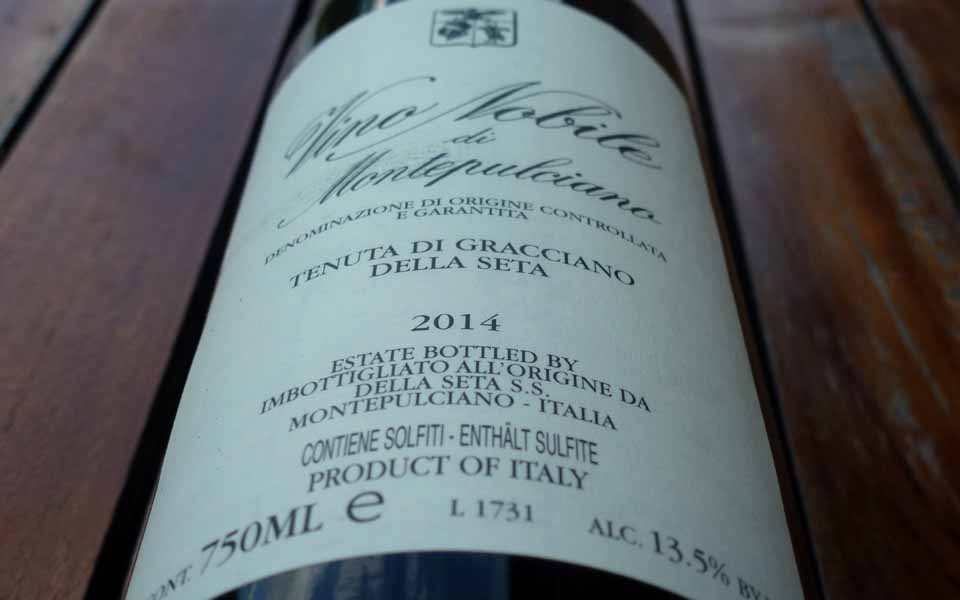 Vino Nobile
di
Montepulciano
DENOMINAZIONE DI ORIGINE CONTROLLATA
E GARANTITA
TENUTA DI GRACCIANO
DELLA SETA
2014
ESTATE BOTTLED BY
IMBOTTIGLIATO ALL'ORIGINE DA
DELLA SETA S.S.
MONTEPULCIANO - ITALIA
CONTIENE SOLFITI - ENTHÄLT SULFITE
PRODUCT OF ITALY
CONT. 750ML e L 1731 ALC. 13.5% BY